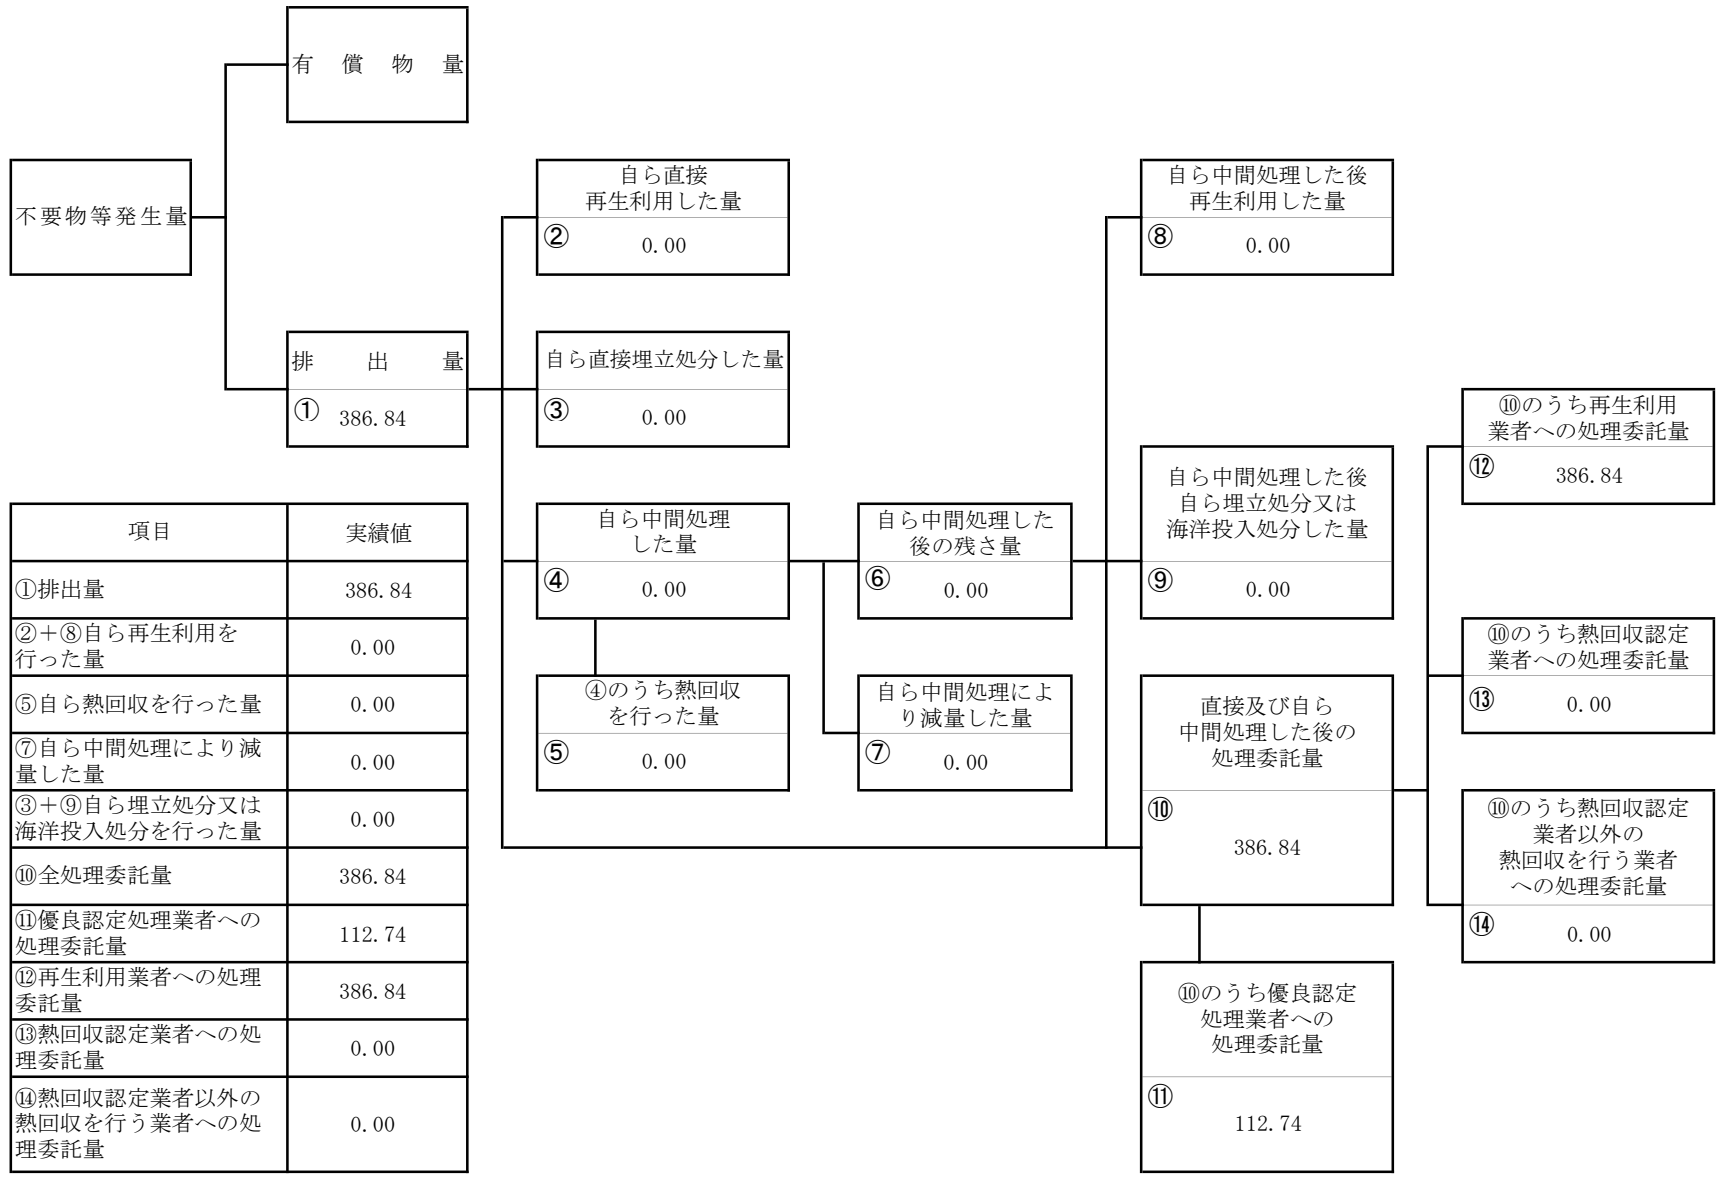 有償物量
不要物等発生量
排出量
①
386.84
自ら直接
再生利用した量
②
0.00
自ら直接埋立処分した量
③
0.00
自ら中間処理
した量
④
0.00
④のうち熱回収
を行った量
⑤
0.00
自ら中間処理した
後の残さ量
⑥
0.00
自ら中間処理によ
り減量した量
⑦
0.00
自ら中間処理した後
再生利用した量
⑧
0.00
自ら中間処理した後
自ら埋立処分又は
海洋投入処分した量
⑨
0.00
直接及び自ら
中間処理した後の
処理委託量
⑩
386.84
⑩のうち優良認定
処理業者への
処理委託量
⑪
112.74
⑩のうち再生利用
業者への処理委託量
⑫
386.84
⑩のうち熱回収認定
業者への処理委託量
⑬
0.00
⑩のうち熱回収認定
業者以外の
熱回収を行う業者
への処理委託量
⑭
0.00
項目 実績値
①排出量 386.84
②＋⑧自ら再生利用を
行った量 0.00
⑤自ら熱回収を行った量 0.00
⑦自ら中間処理により減
量した量 0.00
③＋⑨自ら埋立処分又は
海洋投入処分を行った量 0.00
⑩全処理委託量 386.84
⑪優良認定処理業者への
処理委託量 112.74
⑫再生利用業者への処理
委託量 386.84
⑬熱回収認定業者への処
理委託量 0.00
⑭熱回収認定業者以外の
熱回収を行う業者への処
理委託量 0.00